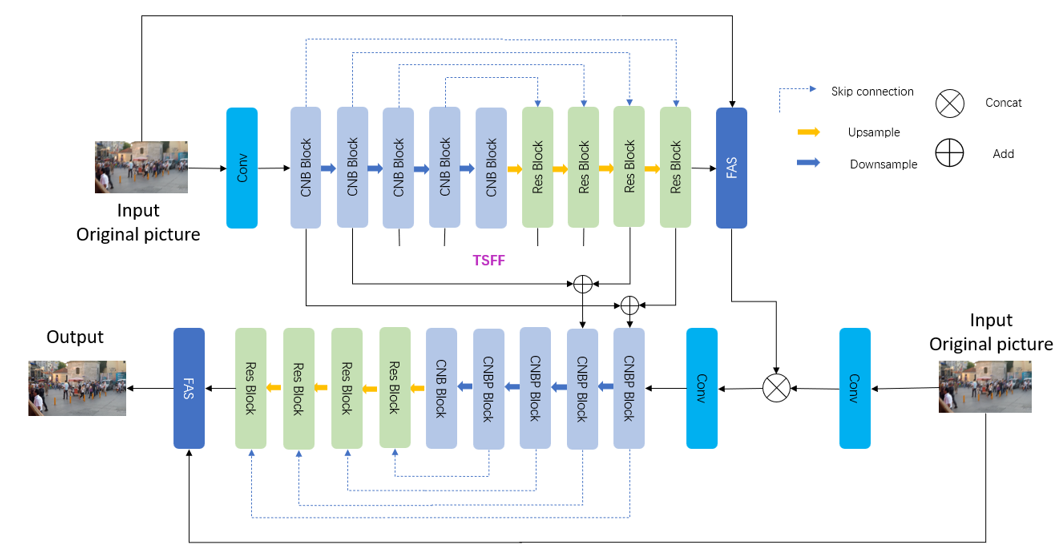 Input
Original picture
Conv
CNB Block
CNB Block
CNB Block
CNB Block
CNB Block
Res Block
Res Block
Res Block
Res Block
FAS
Skip connection
Upsample
Downsample
Concat
Add
TSFF
Output
FAS
Res Block
Res Block
Res Block
Res Block
CNB Block
CNBP Block
CNBP Block
CNBP Block
CNBP Block
Conv
Conv
Input
Original picture